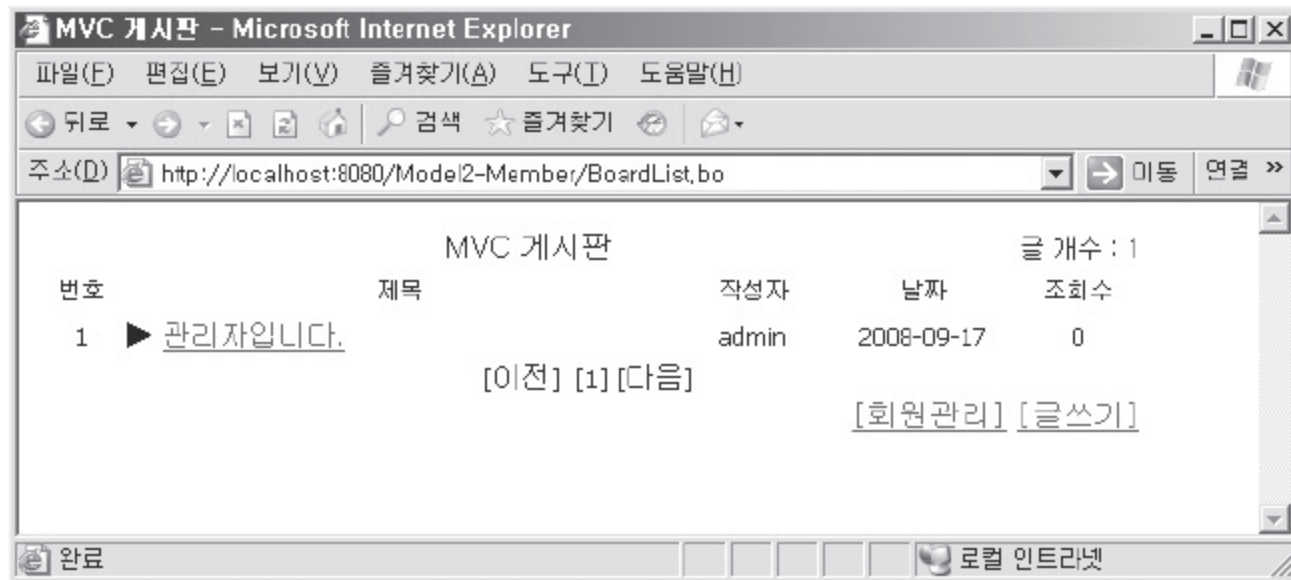 MVC 게시판 - Microsoft Internet Explorer
파일(F) 편집(E) 보기(V) 즐겨찾기(A) 도구(T) 도움말(H)
뒤로 검색 즐겨찾기
주소(D) http://localhost:8080/Model2-Member/BoardList.bo 이동 연결 »
MVC 게시판 글 개수 : 1
번호 제목 작성자 날짜 조회수
1 ▶ 관리자입니다. admin 2008-09-17 0
[이전] [1] [다음]
[회원관리] [글쓰기]
완료 로컬 인트라넷